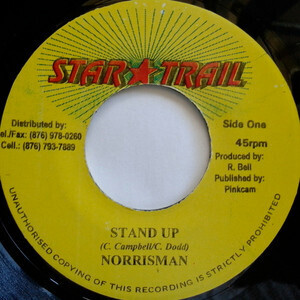 STAR★TRAIL
Distributed by:
Tel./Fax: (876) 978-0260
Cell.: (876) 793-7889
Side One
45rpm
Produced by:
R. Bell
Published by:
Pinkcam
STAND UP
(C. Campbell/C. Dodd)
NORRISMAN
UNAUTHORISED COPYING OF THIS RECORDING IS STRICTLY PROHIBITED